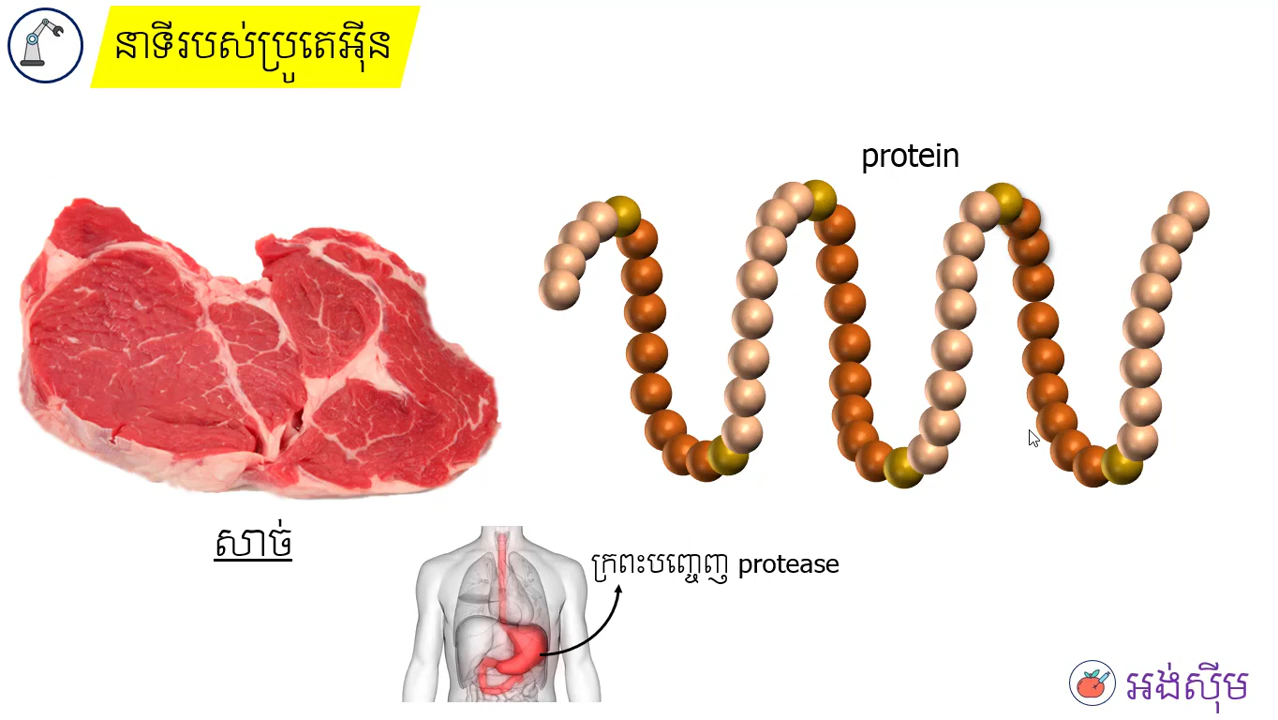 នាទីរបស់ប្រូតេអ៊ីន
protein
សាច់
ក្រពះបញ្ចេញ protease
អង់ស៊ីម